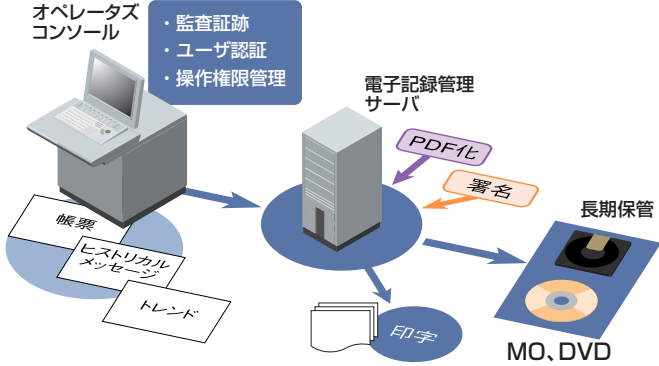 オペレータズ
コンソール
・監査証跡
・ユーザ認証
・操作権限管理
電子記録管理
サーバ
PDF化
署名
長期保管
帳票
ヒストリカル
メッセージ
トレンド
印字
MO、DVD